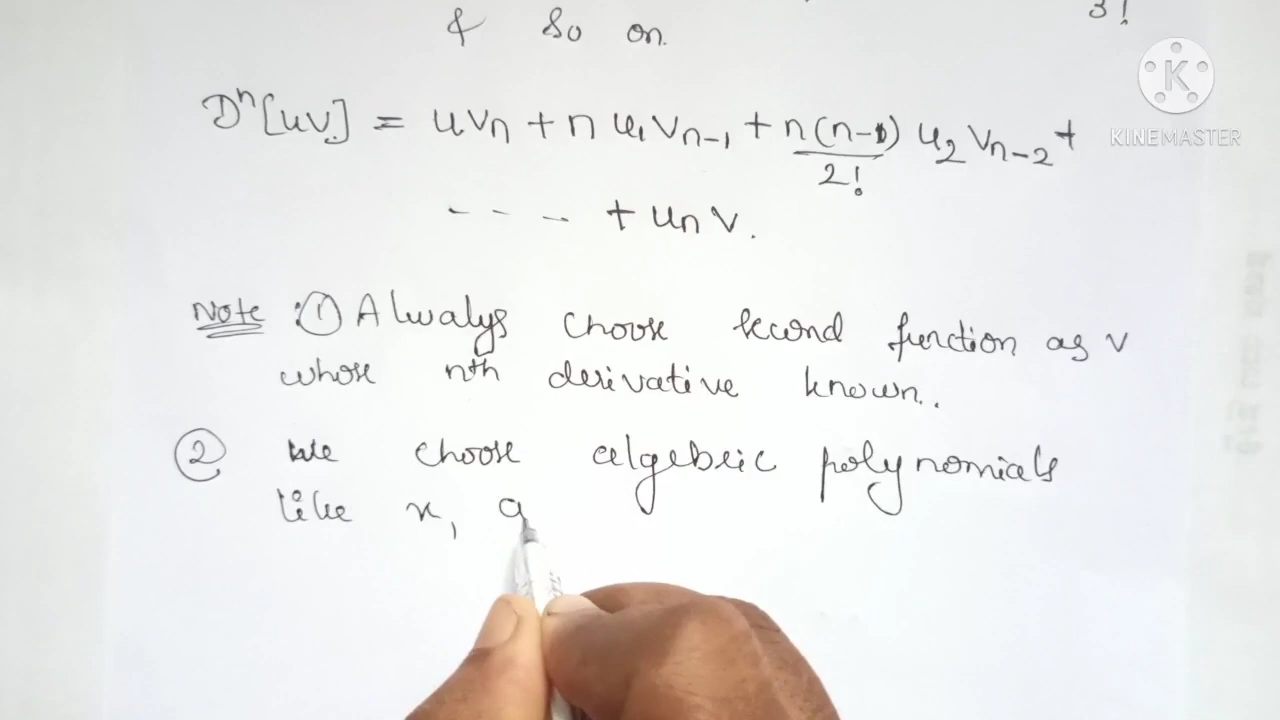 3!
& So on.
Dⁿ[uv] = uvₙ + n u₁vₙ₋₁ + n(n-1)/2! u₂vₙ₋₂ +
- - - - + uₙv.
K
KINEMASTER
Note :① Alwalys choose second function as v
whose nth derivative known.
② We choose algebric polynomials
like x, a